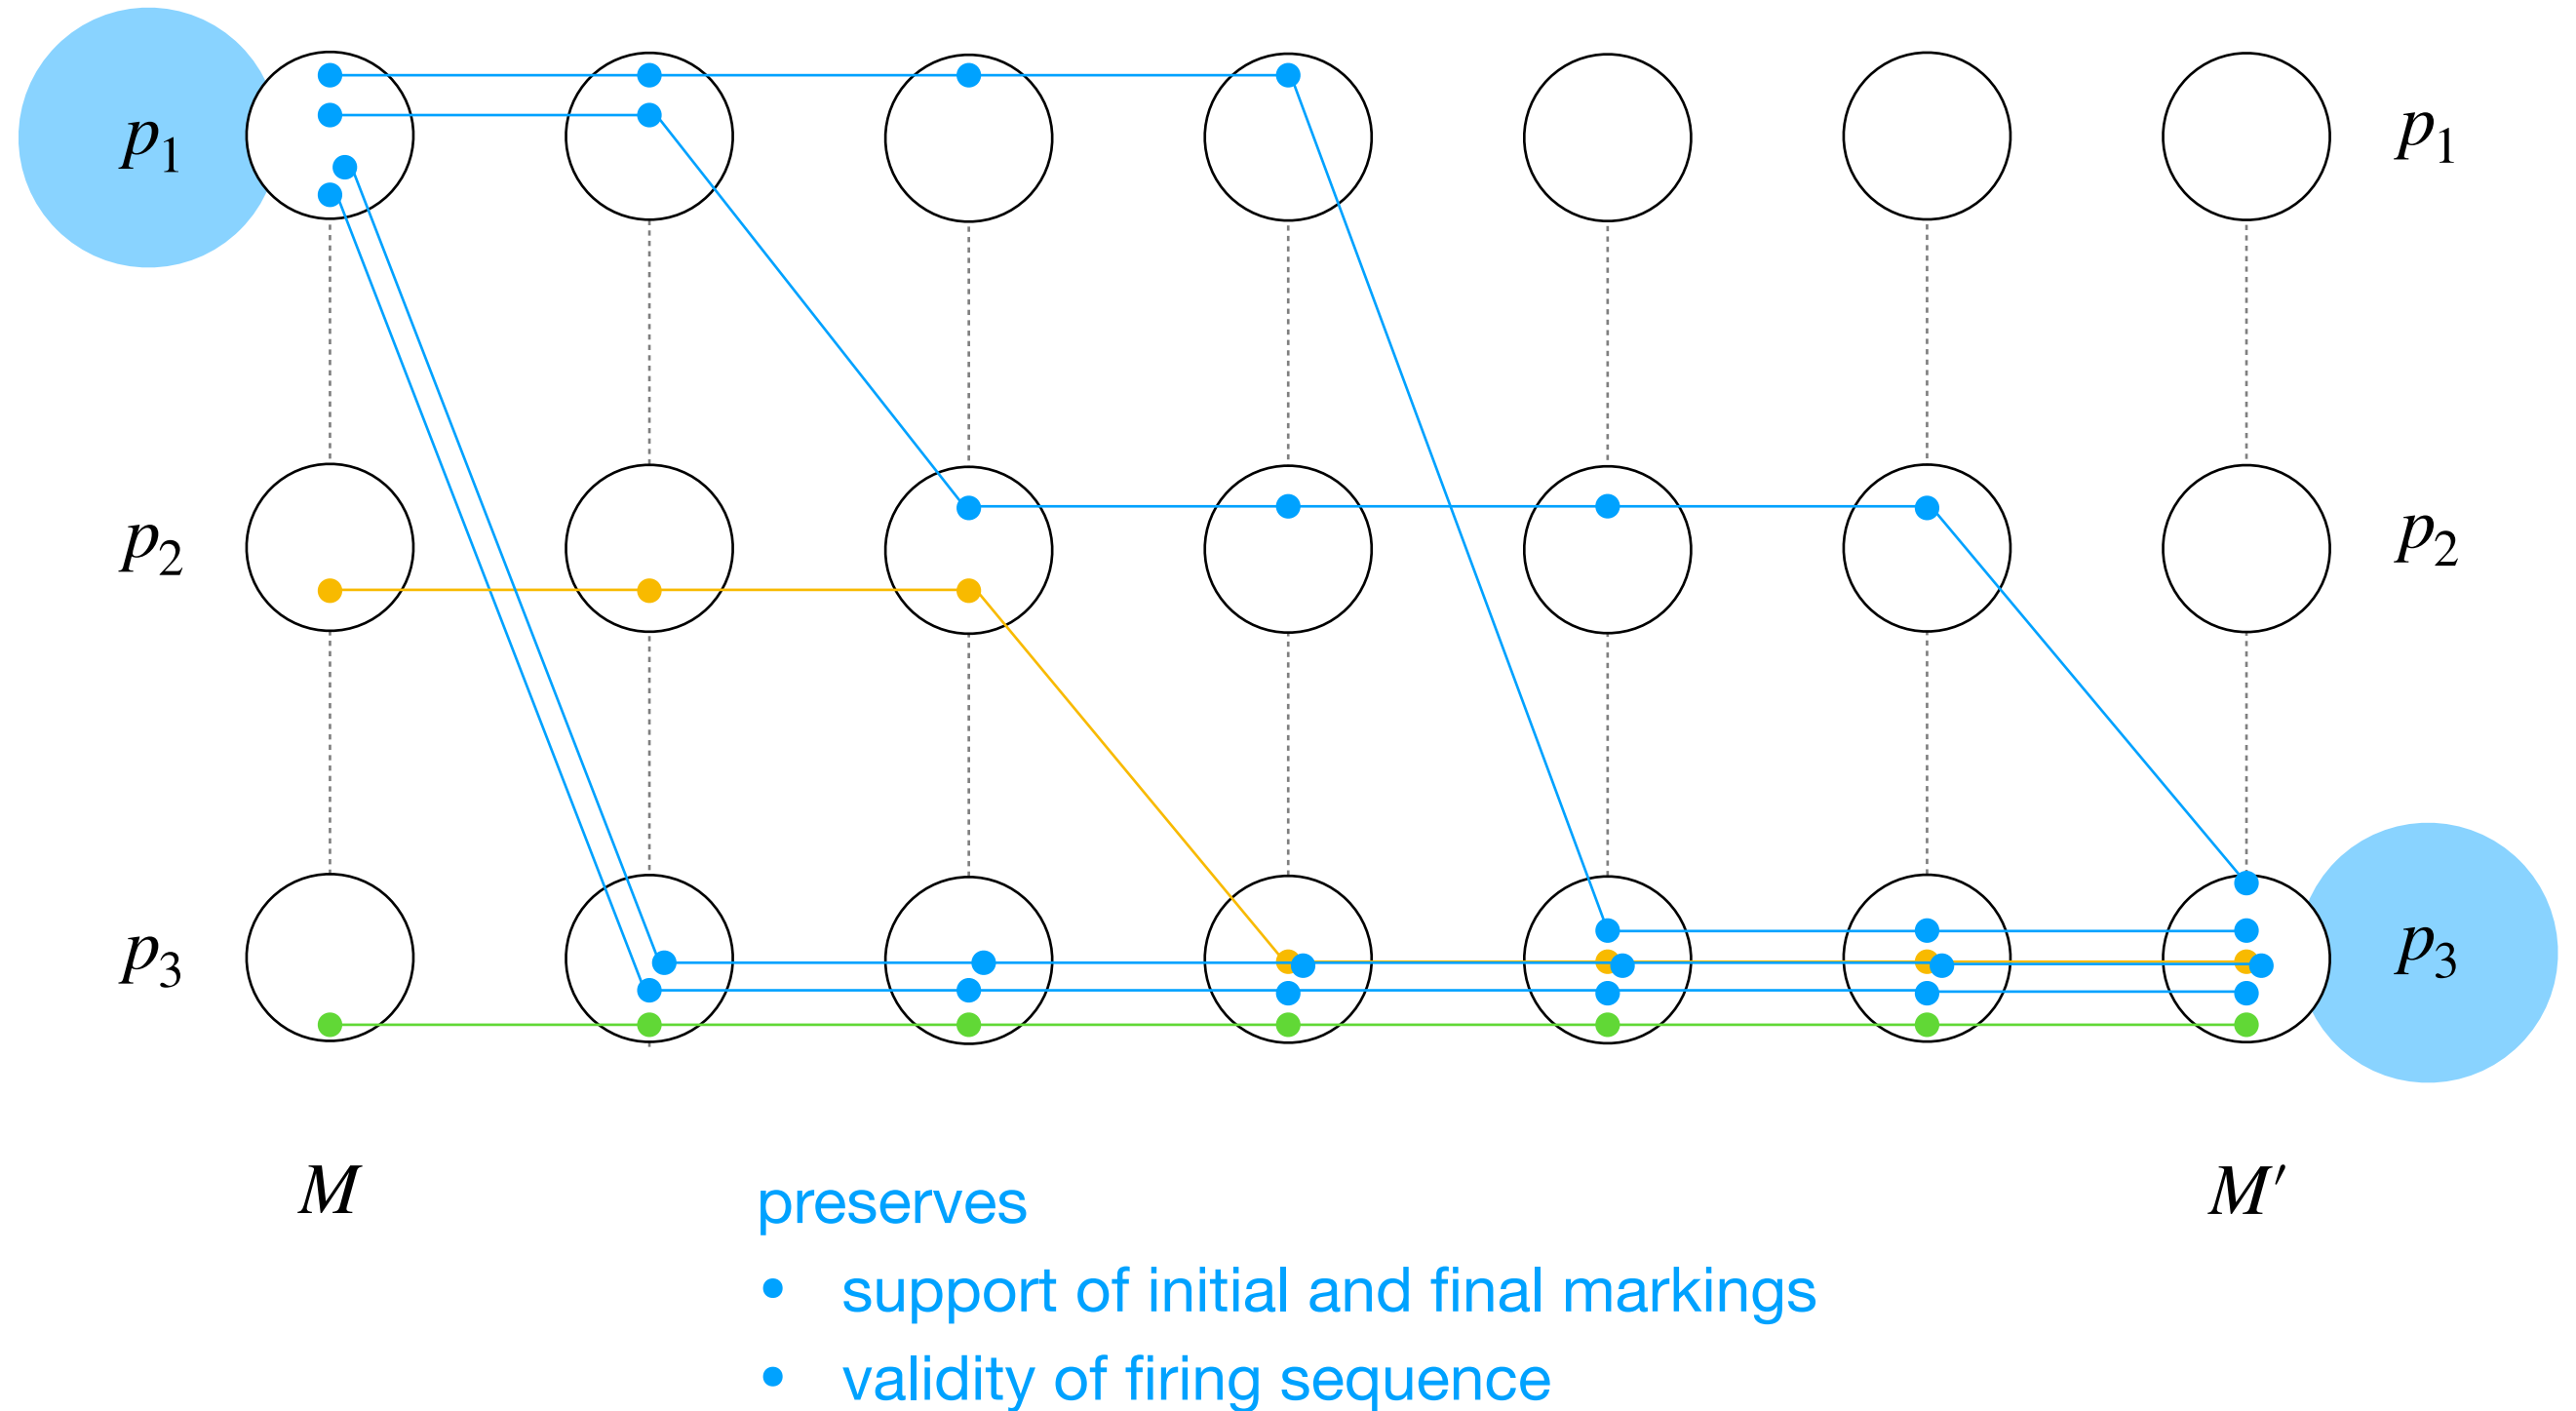 p₁ p₁
p₂ p₂
p₃ p₃
M M′
preserves
• support of initial and final markings
• validity of firing sequence